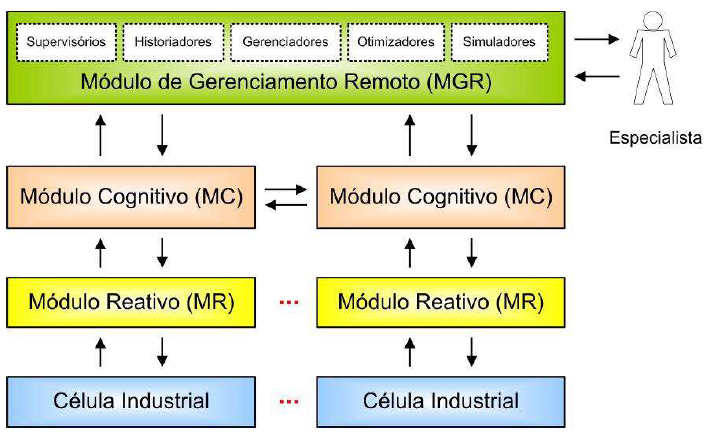 Supervisórios
Historiadores
Gerenciadores
Otimizadores
Simuladores
Módulo de Gerenciamento Remoto (MGR)
Especialista
Módulo Cognitivo (MC)
Módulo Cognitivo (MC)
Módulo Reativo (MR)
...
Módulo Reativo (MR)
Célula Industrial
...
Célula Industrial